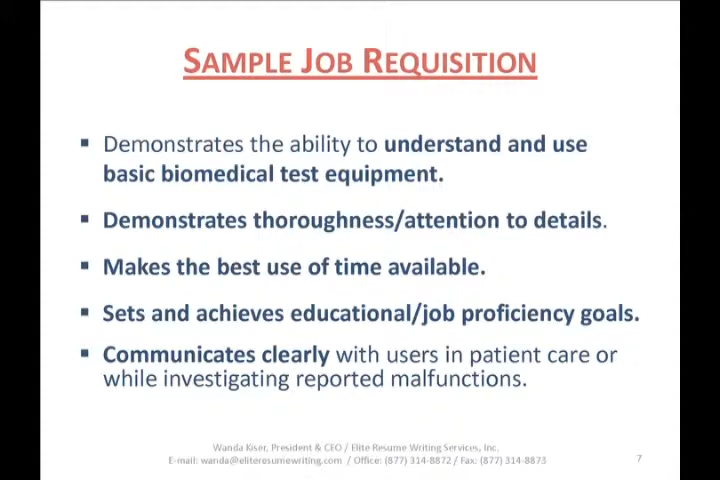 SAMPLE JOB REQUISITION
▪ Demonstrates the ability to understand and use
basic biomedical test equipment.
▪ Demonstrates thoroughness/attention to details.
▪ Makes the best use of time available.
▪ Sets and achieves educational/job proficiency goals.
▪ Communicates clearly with users in patient care or
while investigating reported malfunctions.
Wanda Kiser, President & CEO / Elite Resume Writing Services, Inc.
E-mail: wanda@eliteresumewriting.com / Office: (877) 314-8872 / Fax: (877) 314-8873
7